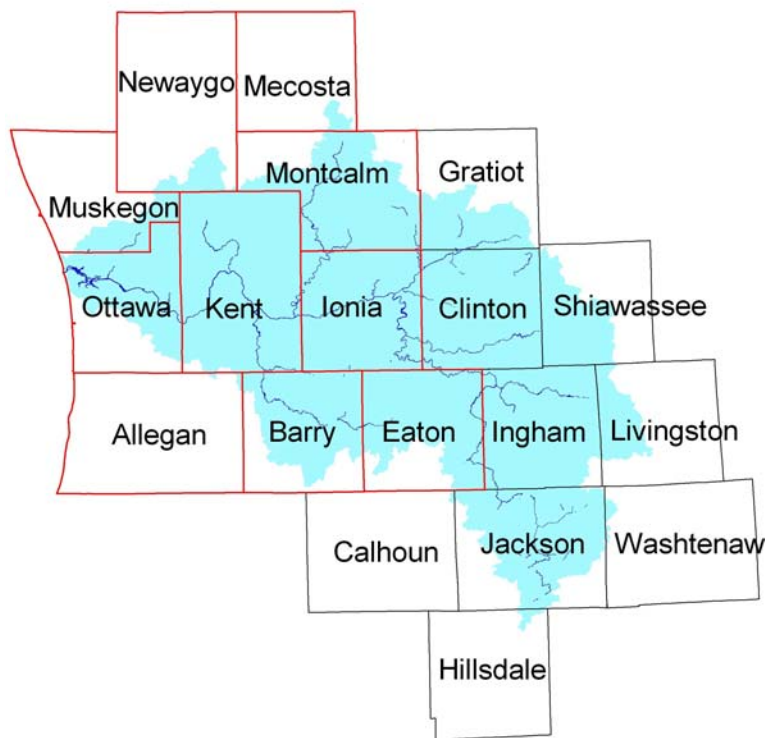 Newaygo
Mecosta
Montcalm
Gratiot
Muskegon
Ottawa
Kent
Ionia
Clinton
Shiawassee
Allegan
Barry
Eaton
Ingham
Livingston
Calhoun
Jackson
Washtenaw
Hillsdale